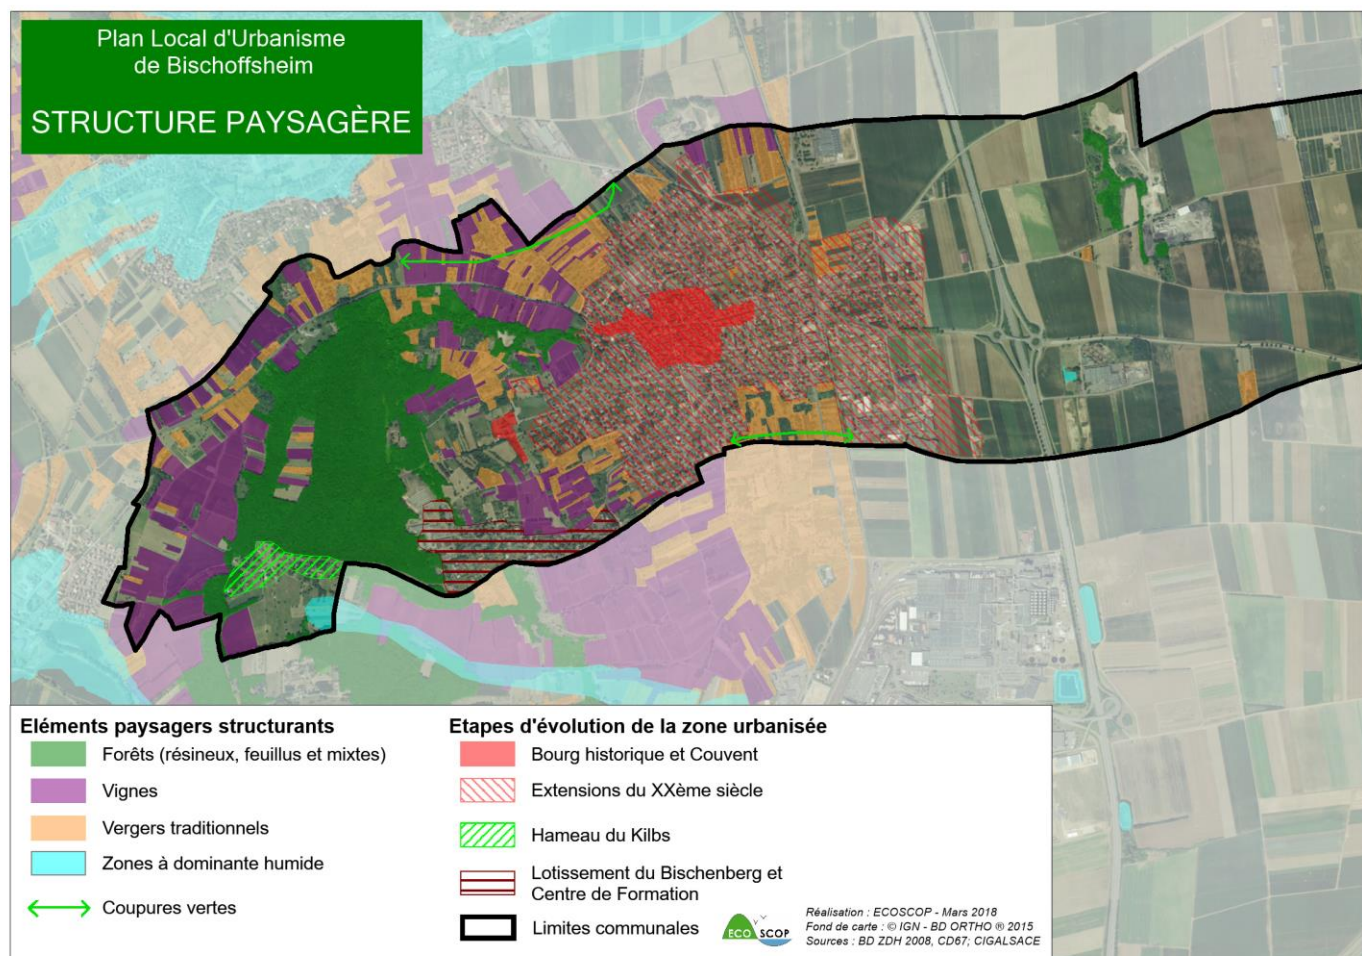 Plan Local d'Urbanisme
de Bischoffsheim
STRUCTURE PAYSAGÈRE
Eléments paysagers structurants
Forêts (résineux, feuillus et mixtes)
Vignes
Vergers traditionnels
Zones à dominante humide
Coupures vertes
Etapes d'évolution de la zone urbanisée
Bourg historique et Couvent
Extensions du XXème siècle
Hameau du Kilbs
Lotissement du Bischenberg et
Centre de Formation
Limites communales
ECO SCOP
Réalisation : ECOSCOP - Mars 2018
Fond de carte : © IGN - BD ORTHO ® 2015
Sources : BD ZDH 2008, CD67; CIGALSACE